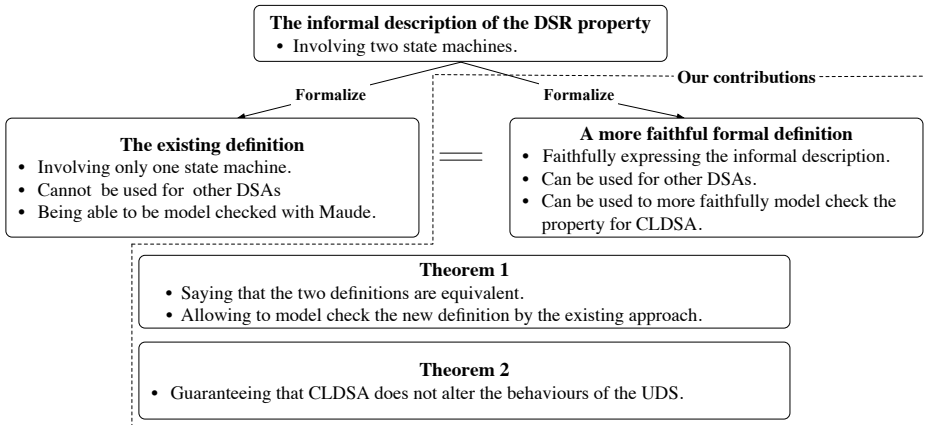 The informal description of the DSR property
• Involving two state machines.
Our contributions
Formalize
Formalize
The existing definition
• Involving only one state machine.
• Cannot be used for other DSAs
• Being able to be model checked with Maude.
A more faithful formal definition
• Faithfully expressing the informal description.
• Can be used for other DSAs.
• Can be used to more faithfully model check the
property for CLDSA.
Theorem 1
• Saying that the two definitions are equivalent.
• Allowing to model check the new definition by the existing approach.
Theorem 2
• Guaranteeing that CLDSA does not alter the behaviours of the UDS.